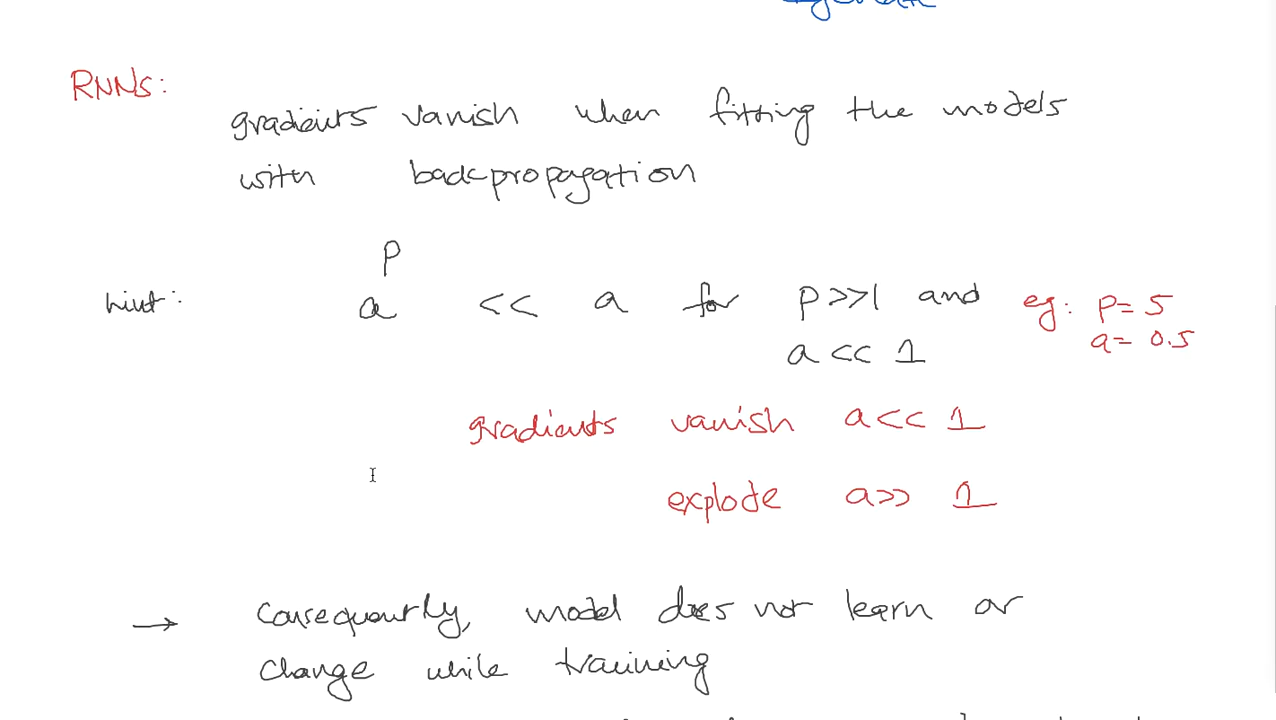 RNNs:
gradients vanish when fitting the models
with backpropagation
hint: a^p << a for p>>1 and eg: p= 5
a << 1 a= 0.5
gradients vanish a<< 1
explode a>> 1
→ Consequently, model does not learn or
change while training